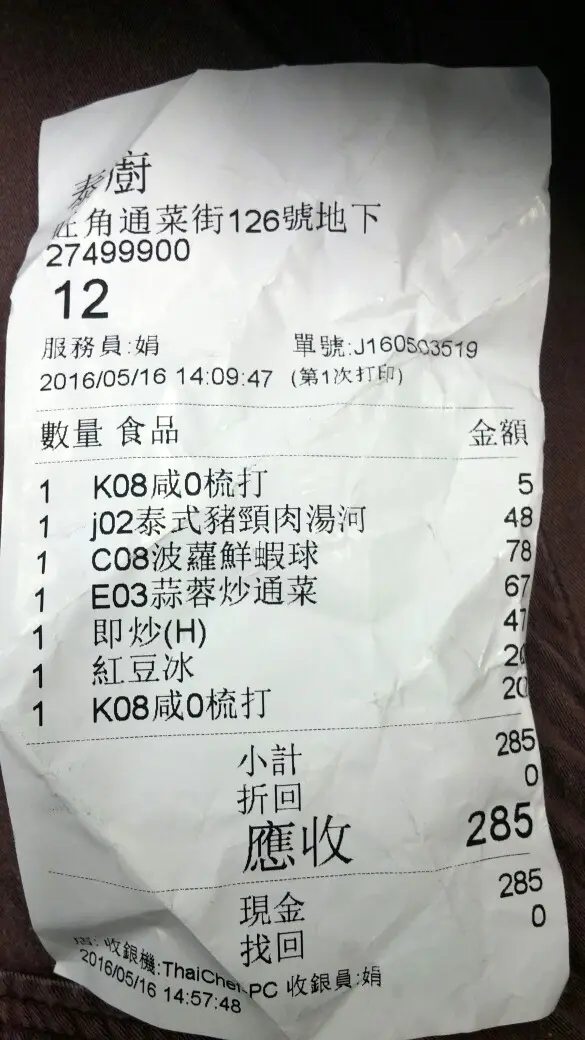 泰廚
旺角通菜街126號地下
27499900
12
服務員:娟 單號:J160503519
2016/05/16 14:09:47 (第1次打印)
數量 食品 金額
1 K08咸0梳打 5
1 j02泰式豬頸肉湯河 48
1 C08波蘿鮮蝦球 78
1 E03蒜蓉炒通菜 67
1 即炒(H) 47
1 紅豆冰 20
1 K08咸0梳打 20
小計 285
折回 0
應收 285
現金 285
找回 0
店: 收銀機:ThaiChef-PC 收銀員:娟
2016/05/16 14:57:48